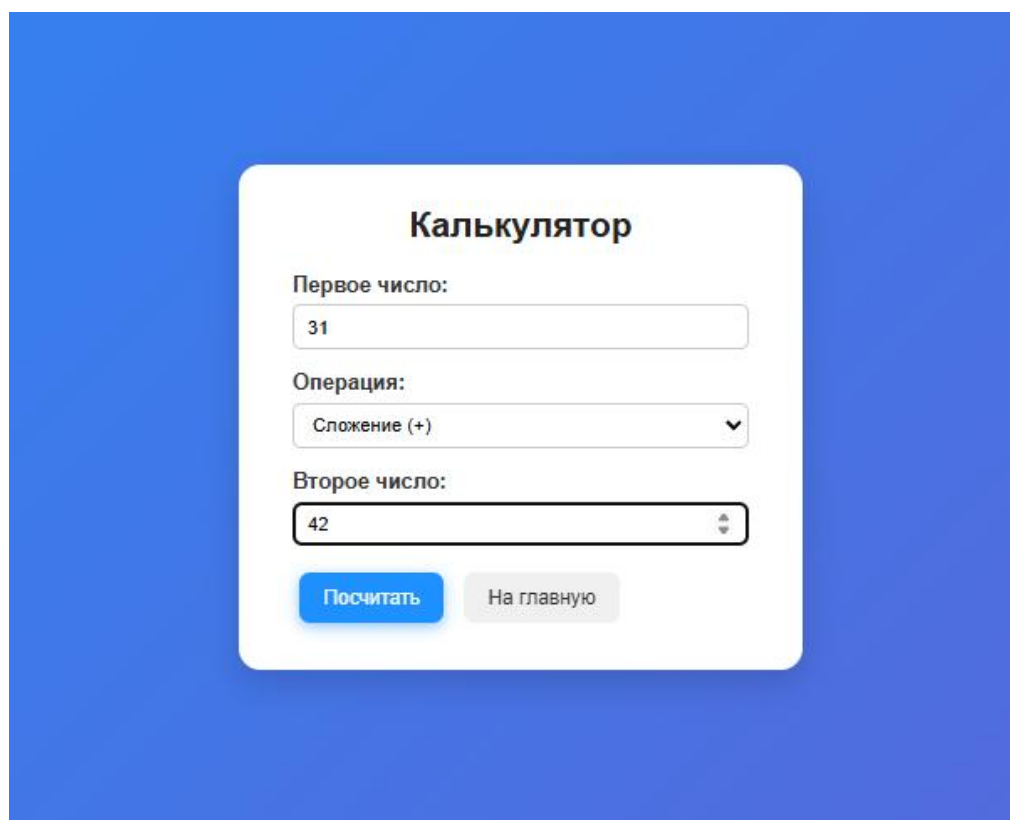 Калькулятор
Первое число:
31
Операция:
Сложение (+)
Второе число:
42
Посчитать На главную